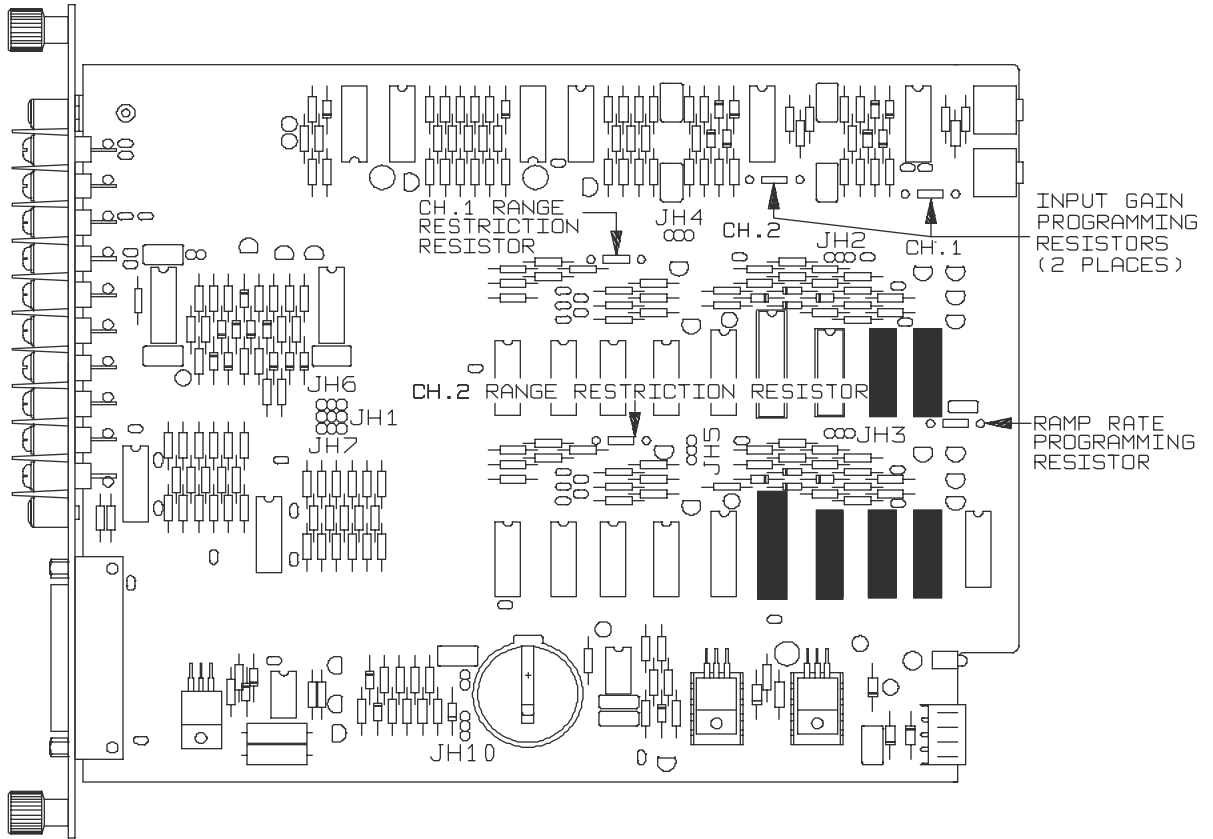 CH.1 RANGE
RESTRICTION
RESISTOR
JH4
CH.2
JH2
CH.1
INPUT GAIN
PROGRAMMING
RESISTORS
(2 PLACES)
CH.2 RANGE RESTRICTION RESISTOR
JH6
JH1
JH7
JH5
JH3
RAMP RATE
PROGRAMMING
RESISTOR
+
JH10